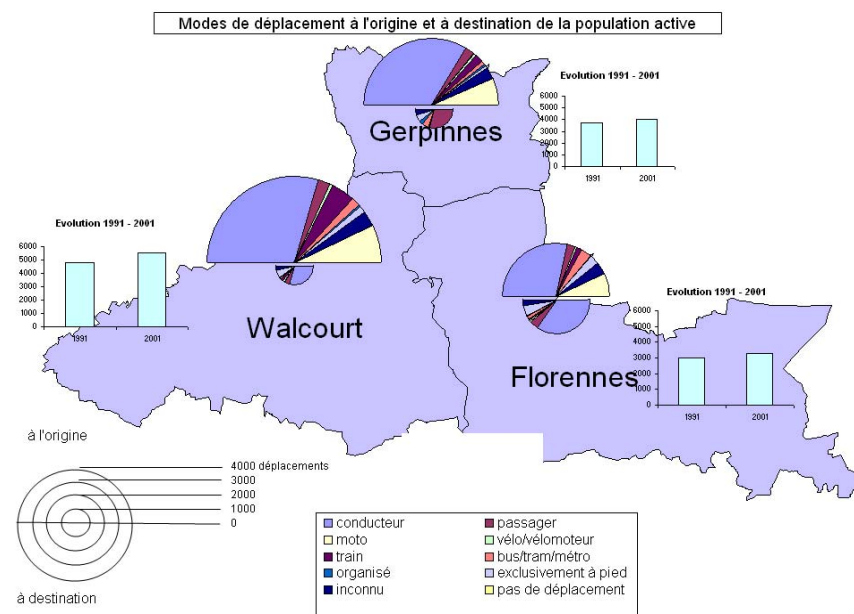 Modes de déplacement à l'origine et à destination de la population active
Gerpinnes
Evolution 1991 - 2001
6000
5000
4000
3000
2000
1000
0
1991
2001
Evolution 1991 - 2001
6000
5000
4000
3000
2000
1000
0
1991
2001
Walcourt
Evolution 1991 - 2001
6000
5000
4000
3000
2000
1000
0
1991
2001
Florennes
à l'origine
4000 déplacements
3000
2000
1000
0
à destination
conducteur
passager
moto
vélo/vélomoteur
train
bus/tram/métro
organisé
exclusivement à pied
inconnu
pas de déplacement